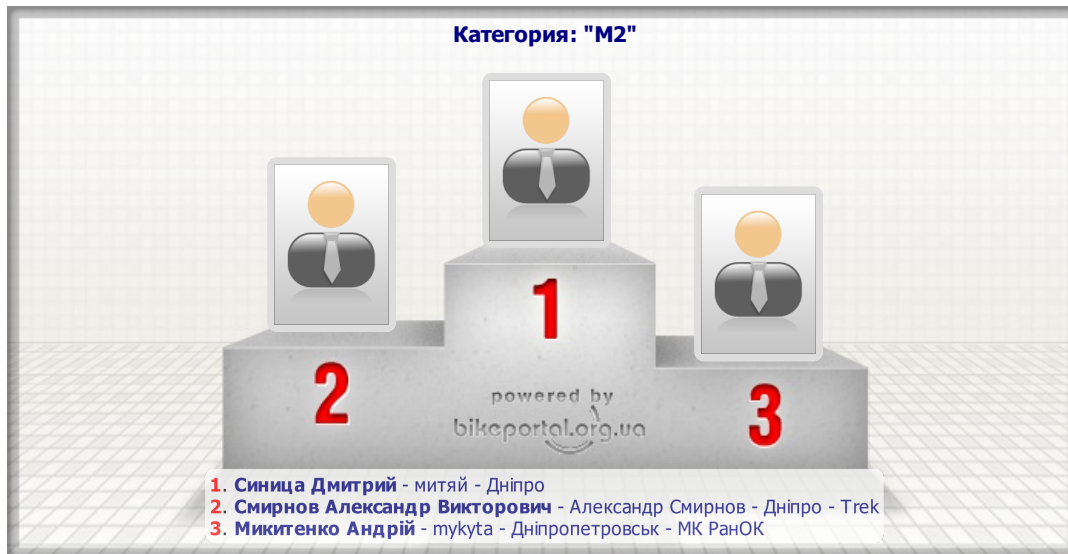 Категория: "М2"
1
2
3
powered by
bikeportal.org.ua
1. Синица Дмитрий - митяй - Дніпро
2. Смирнов Александр Викторович - Александр Смирнов - Дніпро - Trek
3. Микитенко Андрій - mykyta - Дніпропетровськ - МК РанОК